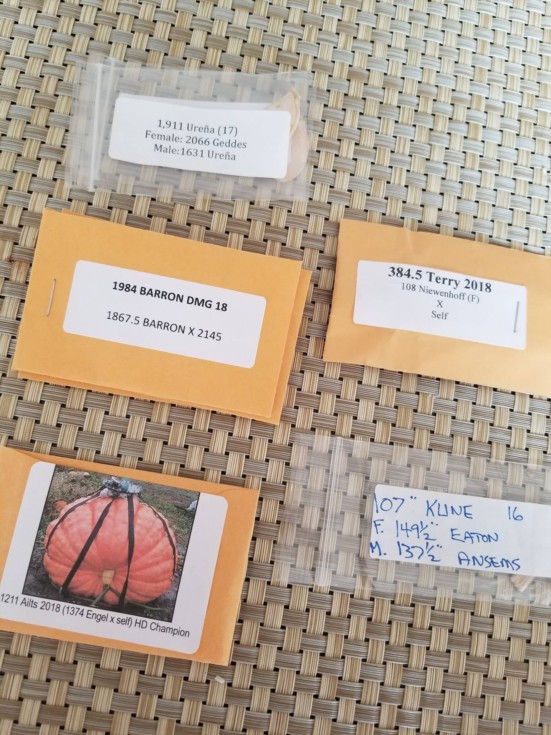 1,911 Ureña (17)
Female: 2066 Geddes
Male:1631 Ureña
1984 BARRON DMG 18
1867.5 BARRON X 2145
384.5 Terry 2018
108 Niewenhoff (F)
X
Self
1211 Ailts 2018 (1374 Engel x self) HD Champion
107" KLINE 16
F. 149½" EATON
M. 137½" ANSEMS